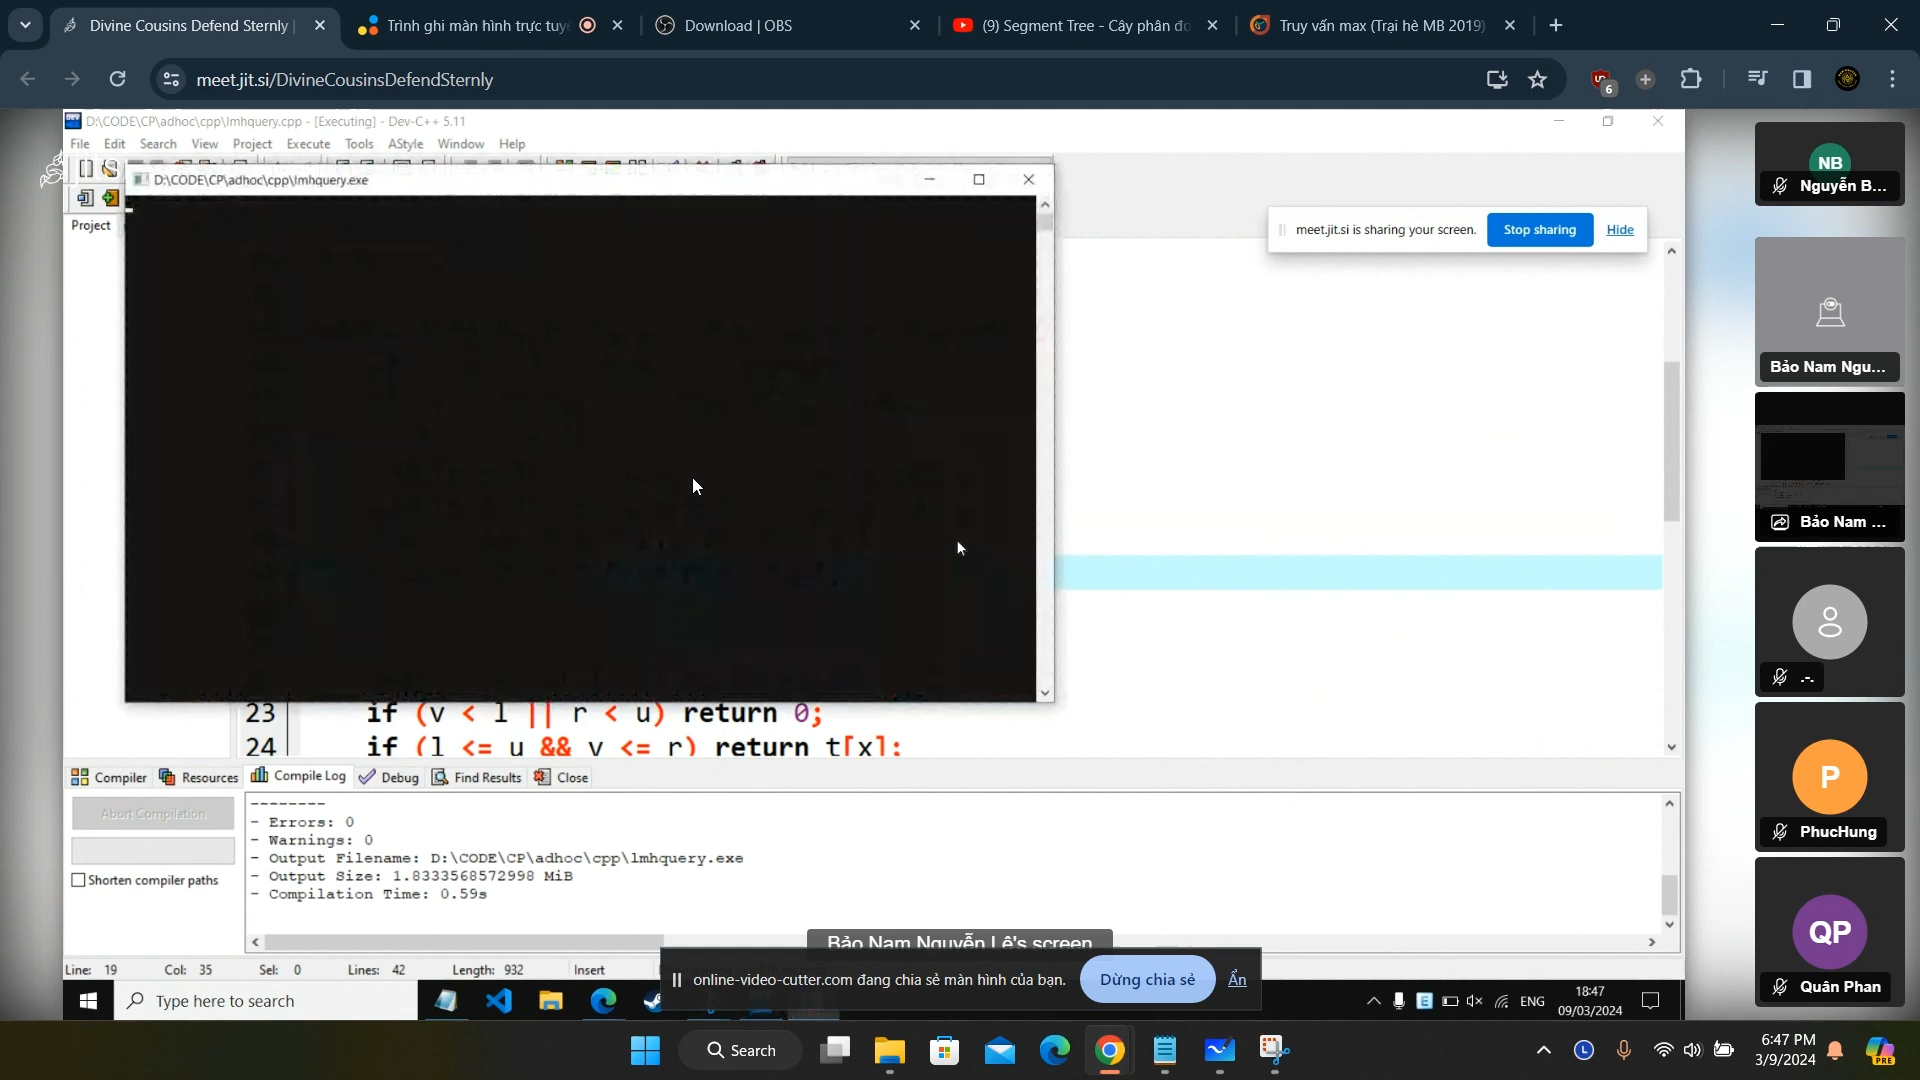 Divine Cousins Defend Sternly |
Trình ghi màn hình trực tuy
Download | OBS
(9) Segment Tree - Cây phân đo
Truy vấn max (Trại hè MB 2019)
meet.jit.si/DivineCousinsDefendSternly
6
D:\CODE\CP\adhoc\cpp\lmhquery.cpp - [Executing] - Dev-C++ 5.11
File Edit Search View Project Execute Tools AStyle Window Help
D:\CODE\CP\adhoc\cpp\lmhquery.exe
Project
meet.jit.si is sharing your screen.
Stop sharing
Hide
NB
Nguyễn B...
Bảo Nam Ngu...
Bảo Nam ...
.-.
P
PhucHung
QP
Quân Phan
23 if (v < l || r < u) return 0;
24 if (l <= u && v <= r) return t[x];
Compiler Resources Compile Log Debug Find Results Close
Abort Compilation
Shorten compiler paths
--------
- Errors: 0
- Warnings: 0
- Output Filename: D:\CODE\CP\adhoc\cpp\lmhquery.exe
- Output Size: 1.8333568572998 MiB
- Compilation Time: 0.59s
Bảo Nam Nguyễn Lê's screen
Line: 19 Col: 35 Sel: 0 Lines: 42 Length: 932 Insert
online-video-cutter.com đang chia sẻ màn hình của bạn.
Dừng chia sẻ
Ẩn
Type here to search
ENG
18:47
09/03/2024
Search
6:47 PM
3/9/2024
PRE